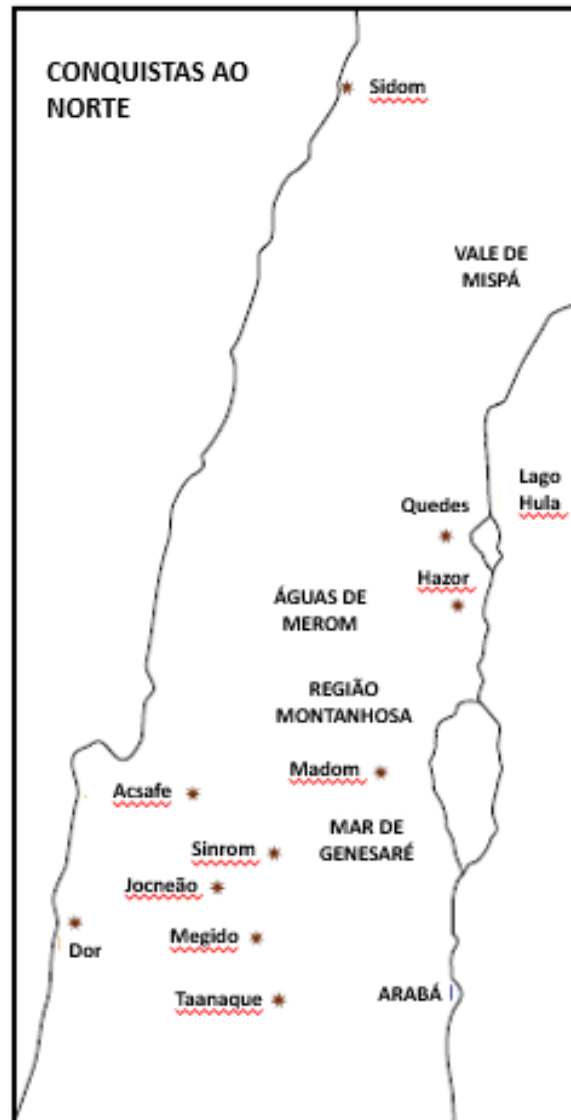 CONQUISTAS AO
NORTE
Sidom
VALE DE
MISPÁ
Lago
Hula
Quedes
Hazor
ÁGUAS DE
MEROM
REGIÃO
MONTANHOSA
Madom
Acsafe
MAR DE
GENESARÉ
Sinrom
Jocneão
Megido
Dor
Taanaque
ARABÁ